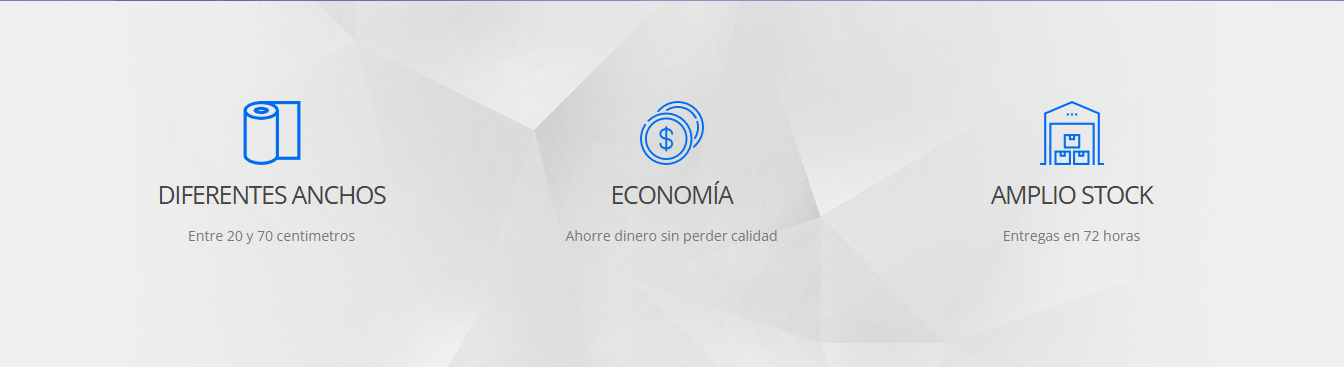 DIFERENTES ANCHOS
Entre 20 y 70 centimetros
ECONOMÍA
Ahorre dinero sin perder calidad
AMPLIO STOCK
Entregas en 72 horas